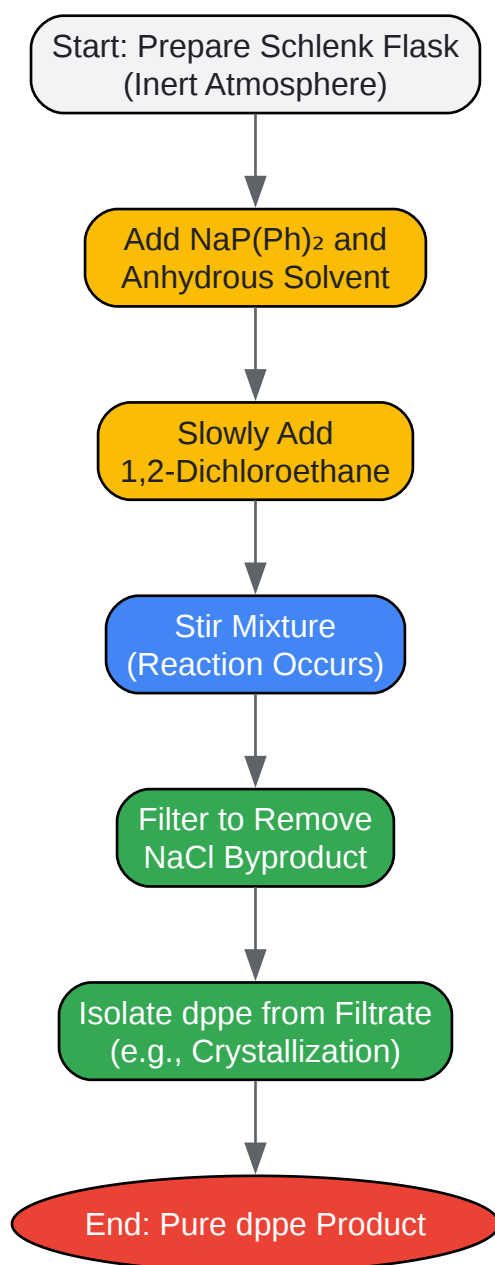 Start: Prepare Schlenk Flask
(Inert Atmosphere)
Add NaP(Ph)₂ and
Anhydrous Solvent
Slowly Add
1,2-Dichloroethane
Stir Mixture
(Reaction Occurs)
Filter to Remove
NaCl Byproduct
Isolate dppe from Filtrate
(e.g., Crystallization)
End: Pure dppe Product